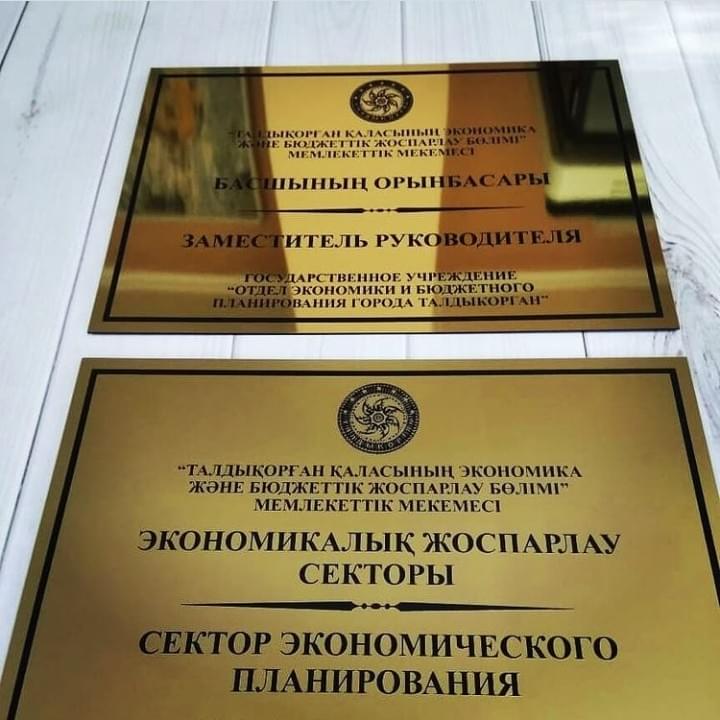 "ТАЛДЫҚОРҒАН ҚАЛАСЫНЫҢ ЭКОНОМИКА
ЖӘНЕ БЮДЖЕТТІК ЖОСПАРЛАУ БӨЛІМІ"
МЕМЛЕКЕТТІК МЕКЕМЕСІ
БАСШЫНЫҢ ОРЫНБАСАРЫ
ЗАМЕСТИТЕЛЬ РУКОВОДИТЕЛЯ
ГОСУДАРСТВЕННОЕ УЧРЕЖДЕНИЕ
"ОТДЕЛ ЭКОНОМИКИ И БЮДЖЕТНОГО
ПЛАНИРОВАНИЯ ГОРОДА ТАЛДЫКОРГАН"
ТАЛДЫҚОРҒАН
"ТАЛДЫҚОРҒАН ҚАЛАСЫНЫҢ ЭКОНОМИКА
ЖӘНЕ БЮДЖЕТТІК ЖОСПАРЛАУ БӨЛІМІ"
МЕМЛЕКЕТТІК МЕКЕМЕСІ
ЭКОНОМИКАЛЫҚ ЖОСПАРЛАУ
СЕКТОРЫ
СЕКТОР ЭКОНОМИЧЕСКОГО
ПЛАНИРОВАНИЯ